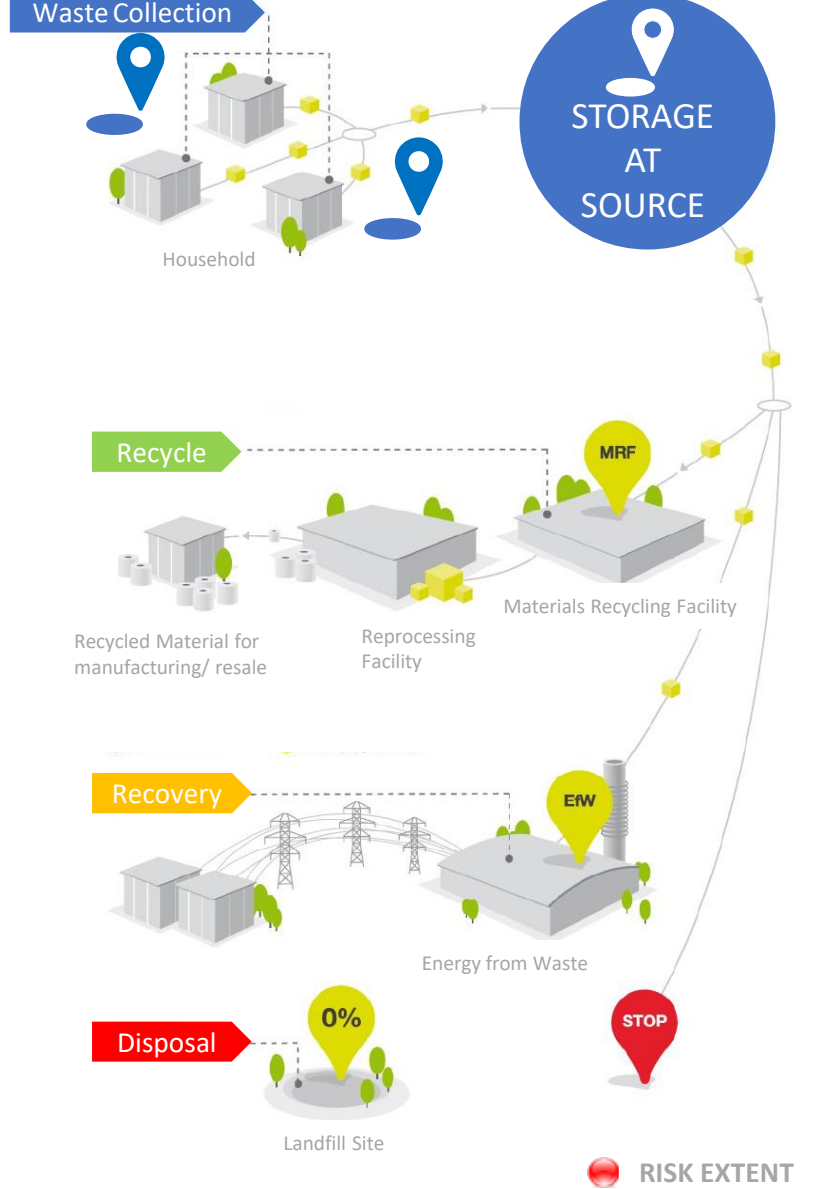 Waste Collection
STORAGE
AT
SOURCE
Household
Recycle
MRF
Materials Recycling Facility
Reprocessing
Facility
Recycled Material for
manufacturing/ resale
Recovery
EfW
Energy from Waste
0%
STOP
Disposal
Landfill Site
RISK EXTENT